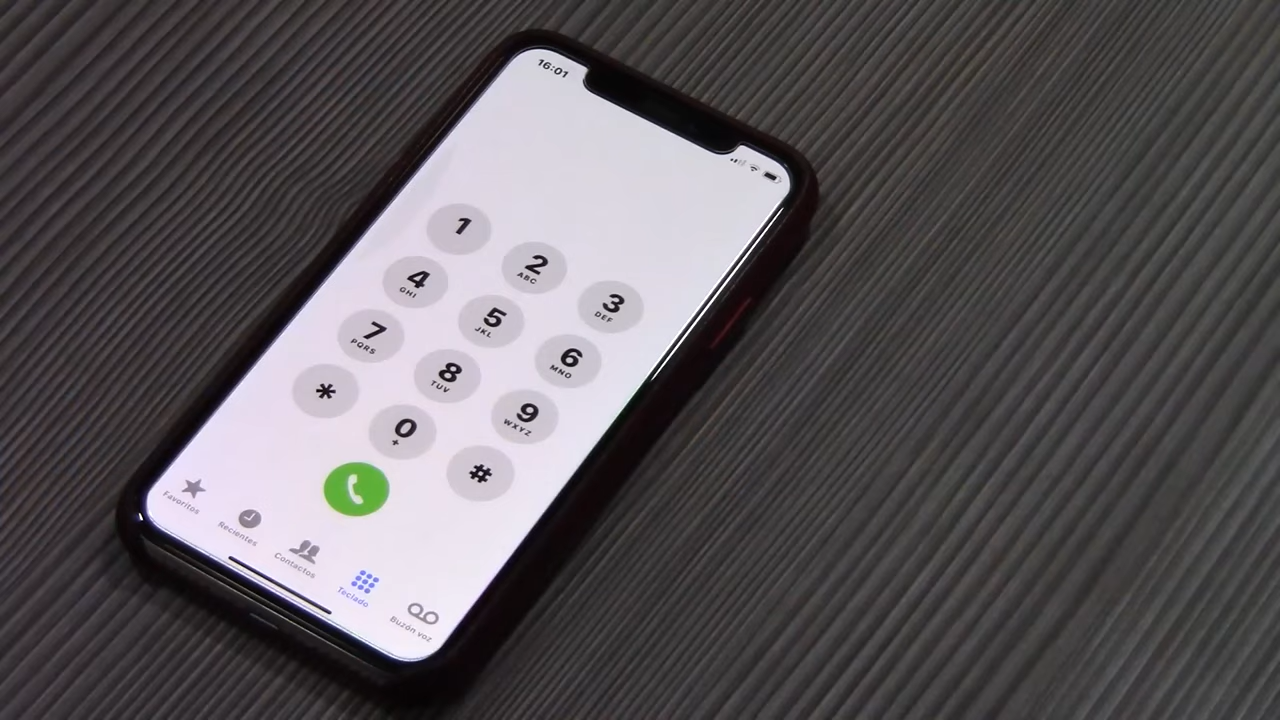 16:01
1
2
ABC
3
DEF
4
GHI
5
JKL
6
MNO
7
PQRS
8
TUV
9
WXYZ
*
0
+
#
Favoritos
Recientes
Contactos
Teclado
Buzón voz